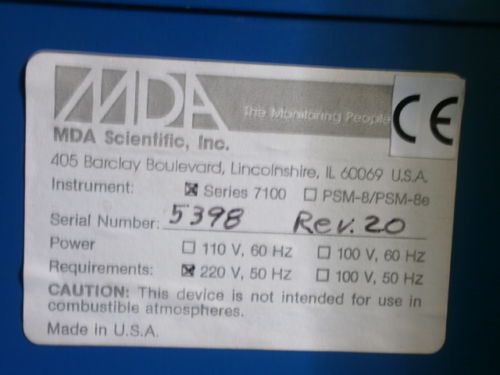 MDA
The Monitoring People
CE
MDA Scientific, Inc.
405 Barclay Boulevard, Lincolnshire, IL 60069 U.S.A.
Instrument: ☒ Series 7100 ☐ PSM-8/PSM-8e
Serial Number: 5398 Rev. 20
Power ☐ 110 V, 60 Hz ☐ 100 V, 60 Hz
Requirements: ☒ 220 V, 50 Hz ☐ 100 V, 50 Hz
CAUTION: This device is not intended for use in
combustible atmospheres.
Made in U.S.A.